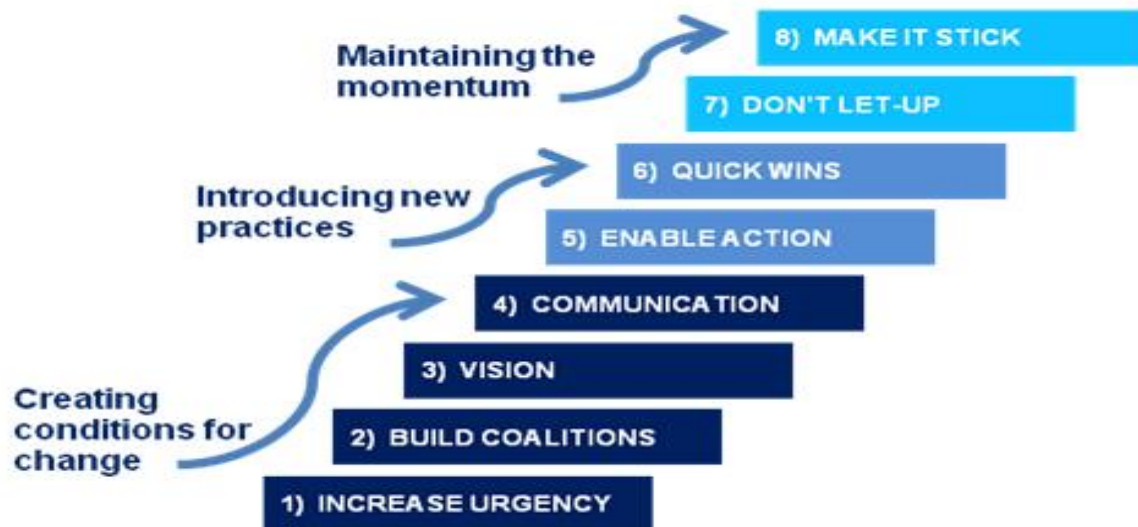 8) MAKE IT STICK
Maintaining the
momentum
7) DON'T LET-UP
6) QUICK WINS
Introducing new
practices
5) ENABLE ACTION
4) COMMUNICATION
3) VISION
Creating
conditions for
change
2) BUILD COALITIONS
1) INCREASE URGENCY